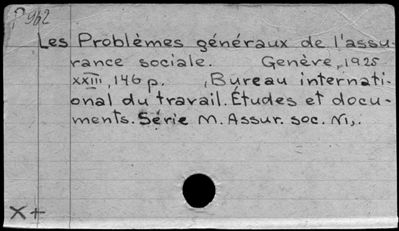 P962
Les Problèmes généraux de l'assu-
rance sociale. Genève, 1925
XXIII, 146 p. , Bureau internati-
onal du travail. Études et docu-
ments. Série M. Assur. soc. N1,.
X+